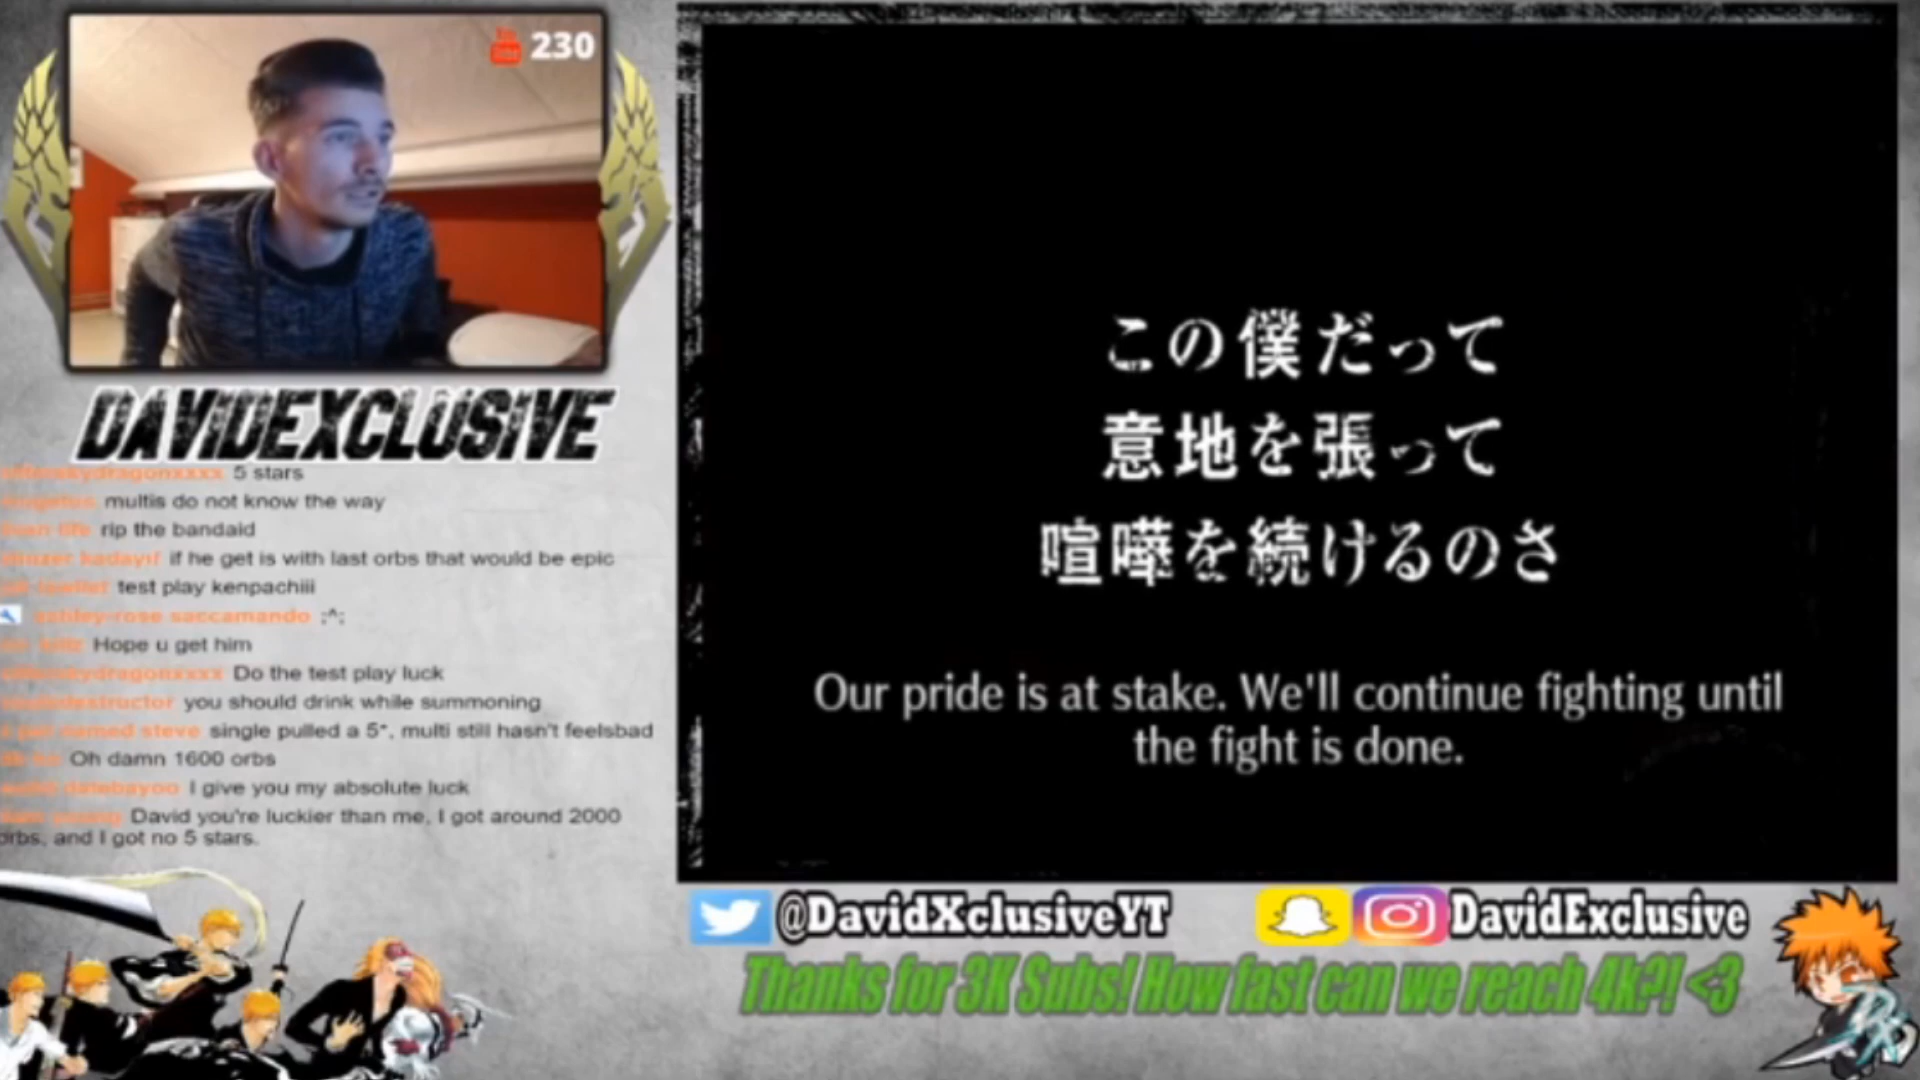 230
DAVIDEXCLUSIVE
5 stars
multis do not know the way
rip the bandaid
kadayıf if he get is with last orbs that would be epic
test play kenpachiii
ashley-rose saccamando ;^;
Hope u get him
Do the test play luck
you should drink while summoning
named steve single pulled a 5*, multi still hasn't feelsbad
Oh damn 1600 orbs
I give you my absolute luck
David you're luckier than me, I got around 2000
orbs, and I got no 5 stars.
この僕だって
意地を張って
喧嘩を続けるのさ
Our pride is at stake. We'll continue fighting until
the fight is done.
@DavidXclusiveYT
DavidExclusive
Thanks for 3K Subs! How fast can we reach 4k?! <3